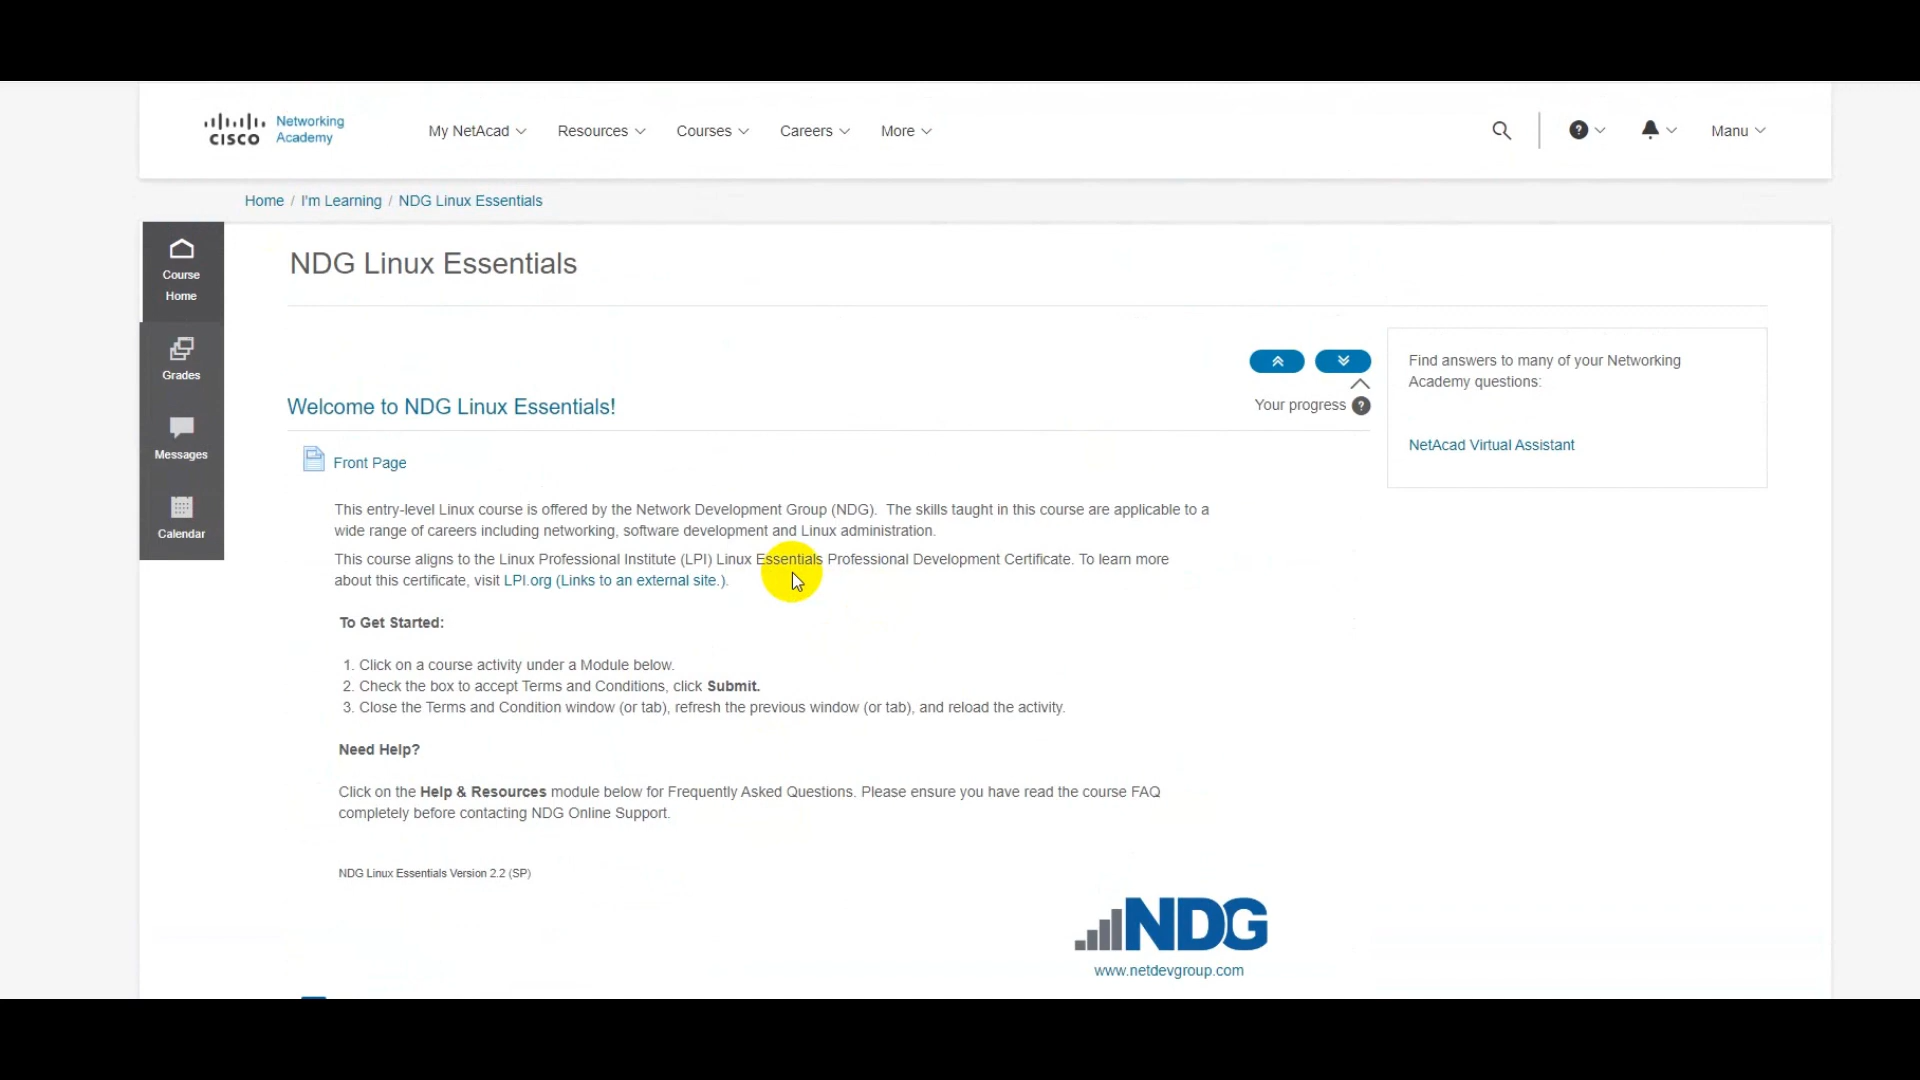 CISCO
Networking
Academy
My NetAcad
Resources
Courses
Careers
More
?
Manu
Home / I'm Learning / NDG Linux Essentials
Course
Home
Grades
Messages
Calendar
NDG Linux Essentials
Your progress ?
Welcome to NDG Linux Essentials!
Front Page
This entry-level Linux course is offered by the Network Development Group (NDG). The skills taught in this course are applicable to a
wide range of careers including networking, software development and Linux administration.
This course aligns to the Linux Professional Institute (LPI) Linux Essentials Professional Development Certificate. To learn more
about this certificate, visit LPI.org (Links to an external site.).
To Get Started:
1. Click on a course activity under a Module below.
2. Check the box to accept Terms and Conditions, click Submit.
3. Close the Terms and Condition window (or tab), refresh the previous window (or tab), and reload the activity.
Need Help?
Click on the Help & Resources module below for Frequently Asked Questions. Please ensure you have read the course FAQ
completely before contacting NDG Online Support.
NDG Linux Essentials Version 2.2 (SP)
NDG
www.netdevgroup.com
Find answers to many of your Networking
Academy questions:
NetAcad Virtual Assistant